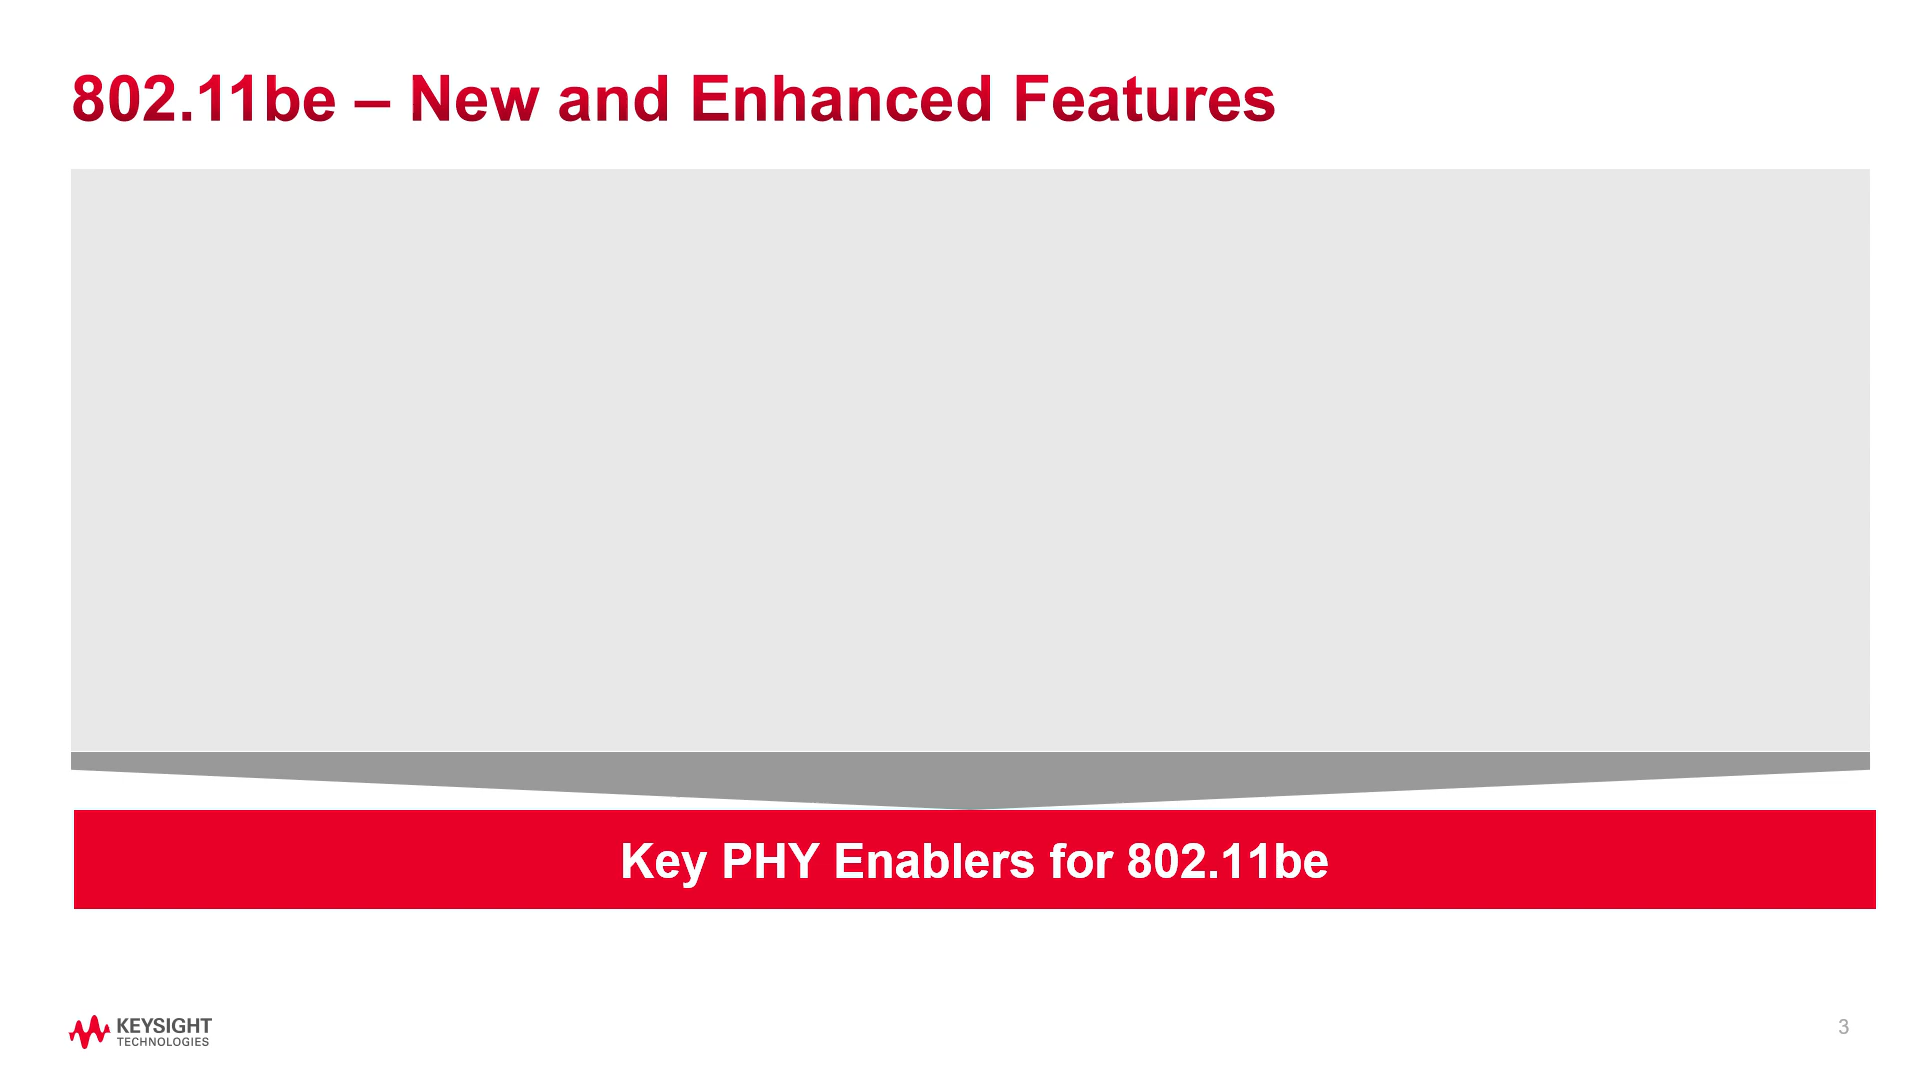 802.11be – New and Enhanced Features
Key PHY Enablers for 802.11be
KEYSIGHT
TECHNOLOGIES
3